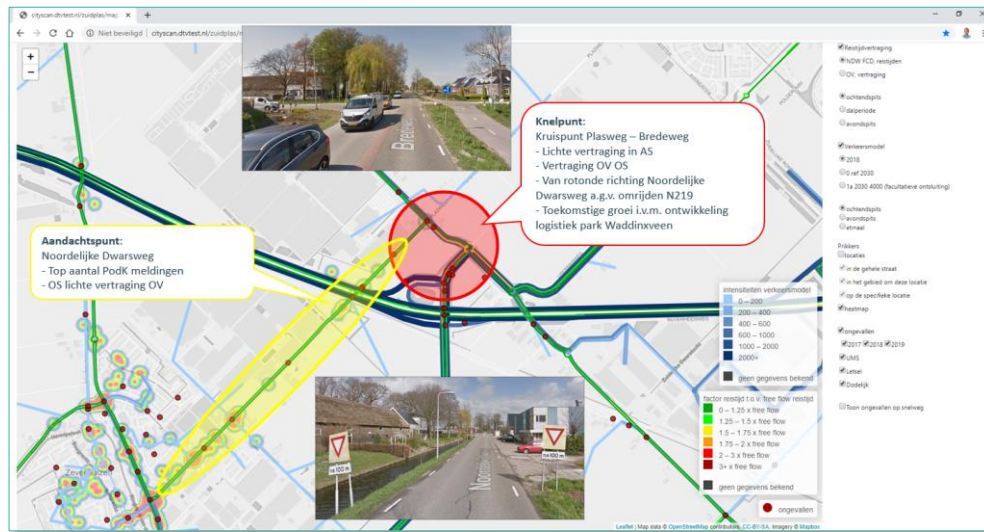 cityscan.dtvtest.nl/zuidplas/map
Niet beveiligd | cityscan.dtvtest.nl/zuidplas/m
+
−
Bredeweg
Knelpunt:
Kruispunt Plasweg – Bredeweg
- Lichte vertraging in AS
- Vertraging OV OS
- Van rotonde richting Noordelijke
Dwarsweg a.g.v. omrijden N219
- Toekomstige groei i.v.m. ontwikkeling
logistiek park Waddinxveen
Aandachtspunt:
Noordelijke Dwarsweg
- Top aantal PodK meldingen
- OS lichte vertraging OV
1a 100 m
1a 100 m
intensiteiten verkeersmodel
0 – 200
200 – 400
400 – 600
600 – 1000
1000 – 2000
2000+
geen gegevens bekend
factor reistijd t.o.v. free flow reistijd
0 – 1.25 x free flow
1.25 – 1.5 x free flow
1.5 – 1.75 x free flow
1.75 – 2 x free flow
2 – 3 x free flow
3+ x free flow
geen gegevens bekend
ongevallen
Leaflet | Map data © OpenStreetMap contributors, CC-BY-SA, Imagery © Mapbox
Reistijdvertraging
NDW FCD, reistijden
OV, vertraging
ochtendspits
dalperiode
avondspits
Verkeersmodel
2018
0 ref 2030
1a 2030 4000 (facultatieve ontsluiting)
ochtendspits
avondspits
etmaal
Prikkers
locaties
in de gehele straat
in het gebied om deze locatie
op de specifieke locatie
heatmap
ongevallen
2017 2018 2019
UMS
Letsel
Dodelijk
Toon ongevallen op snelweg